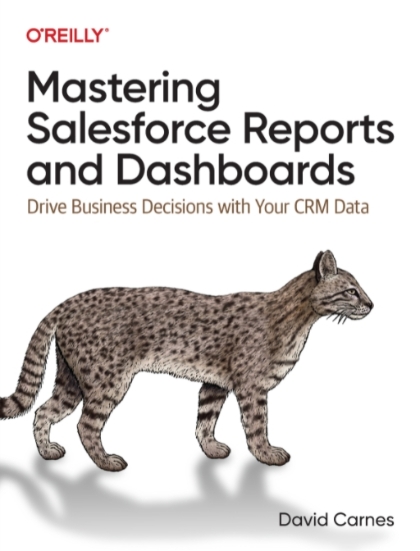 O'REILLY®
Mastering
Salesforce Reports
and Dashboards
Drive Business Decisions with Your CRM Data
David Carnes